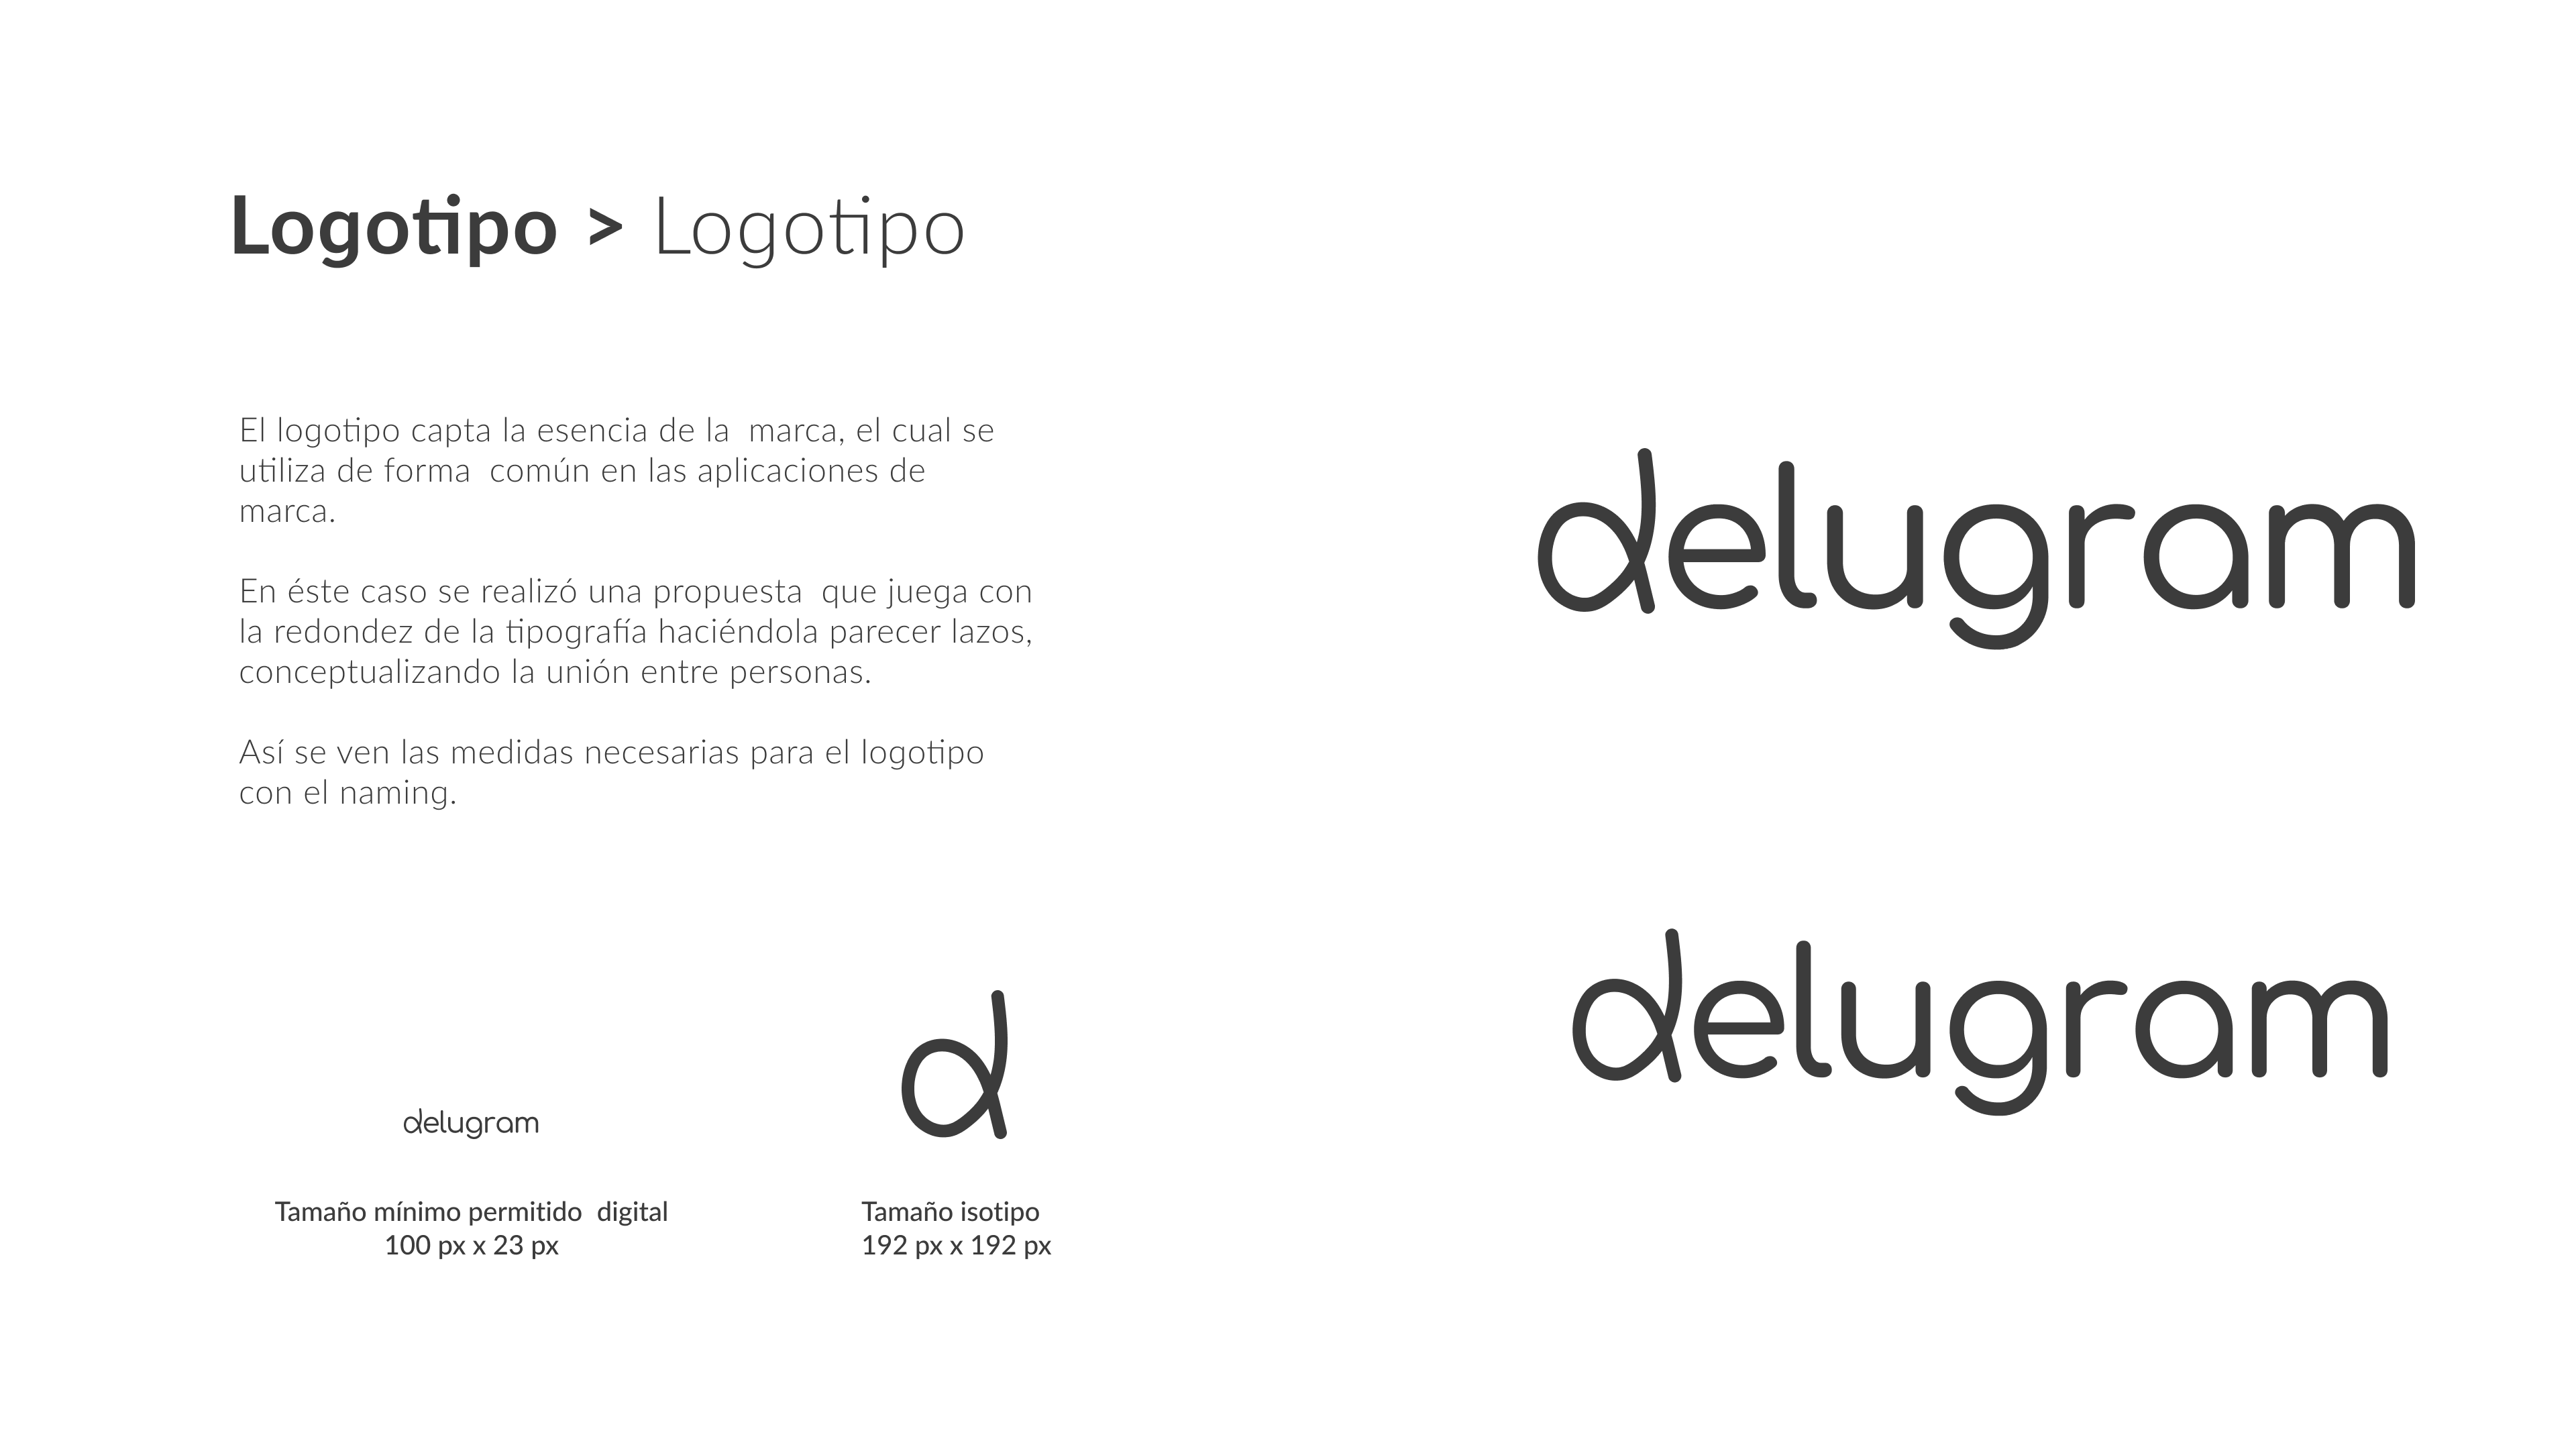 Logotipo > Logotipo
El logotipo capta la esencia de la  marca, el cual se
utiliza de forma  común en las aplicaciones de
marca.
En éste caso se realizó una propuesta  que juega con
la redondez de la tipografía haciéndola parecer lazos,
conceptualizando la unión entre personas.
Así se ven las medidas necesarias para el logotipo
con el naming.
delugram
Tamaño mínimo permitido  digital
100 px x 23 px
d
Tamaño isotipo
192 px x 192 px
delugram
delugram